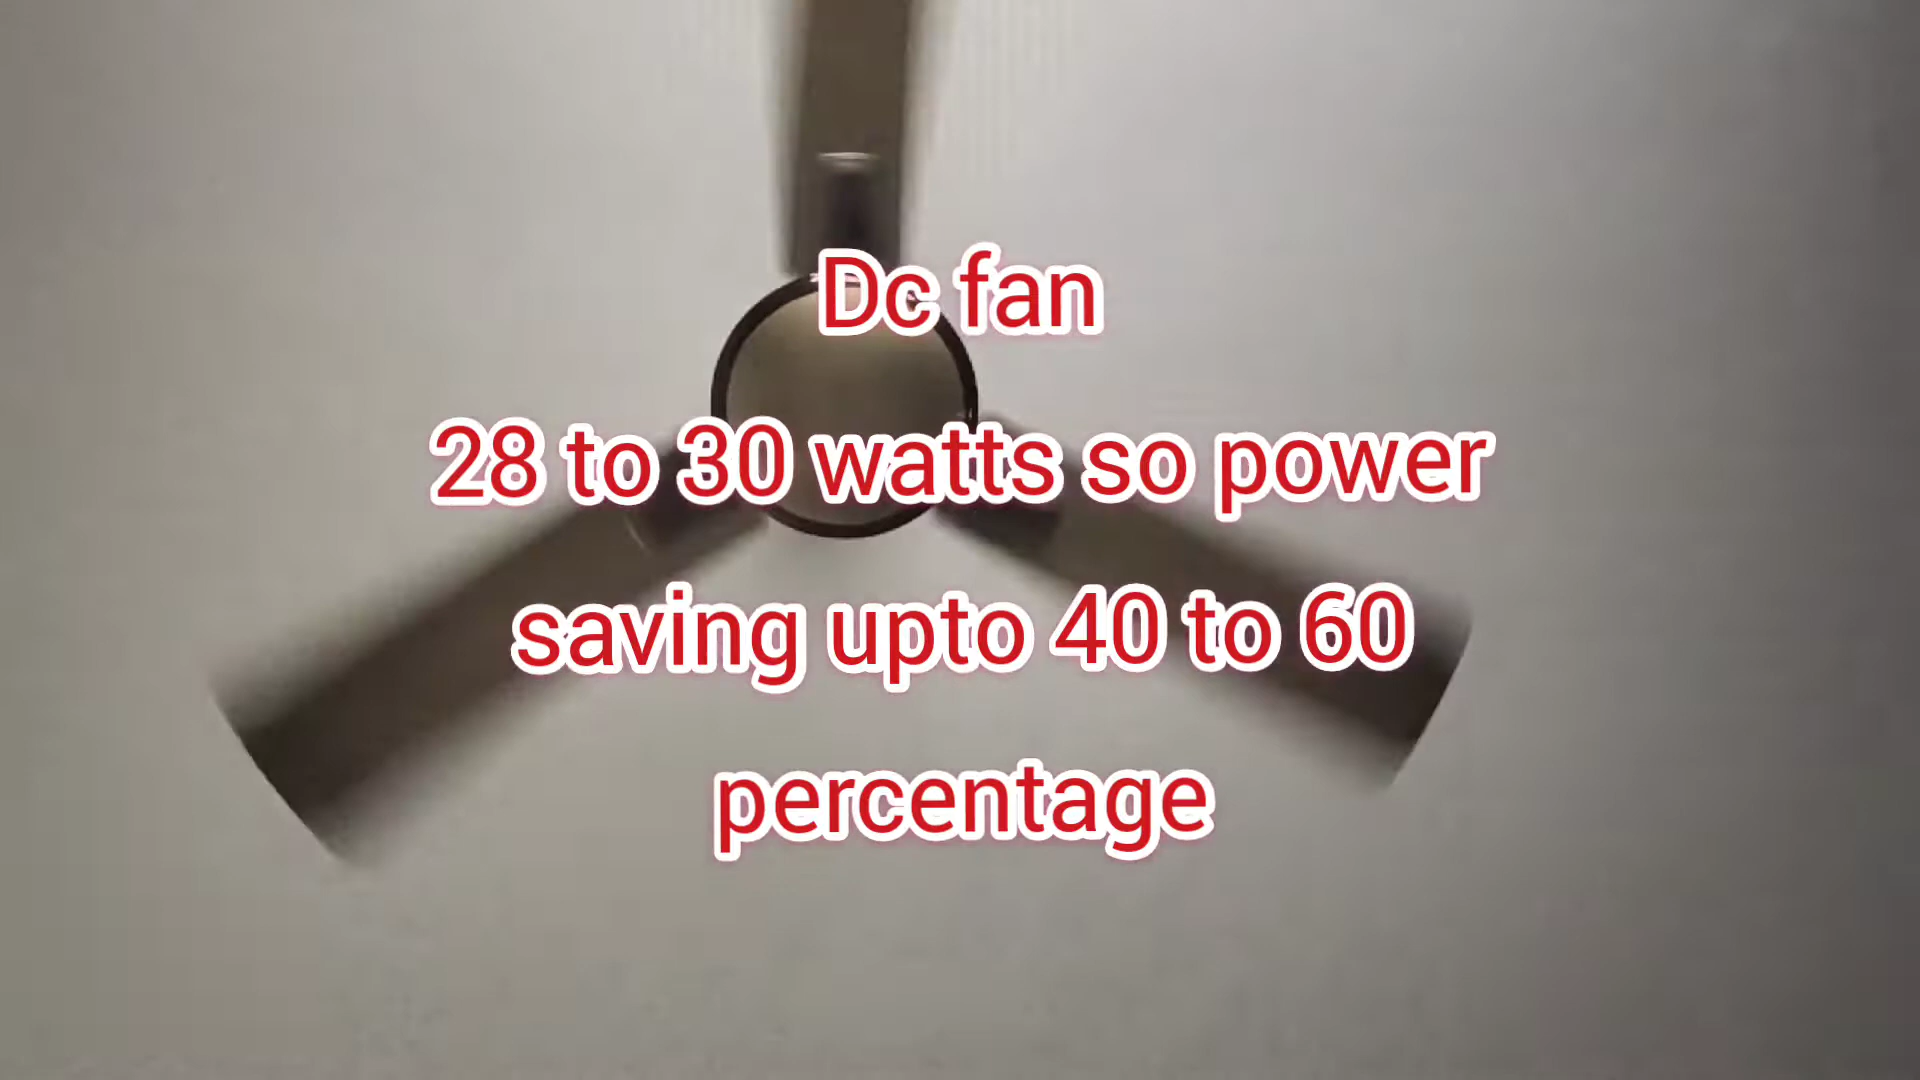 Dc fan
28 to 30 watts so power
saving upto 40 to 60
percentage